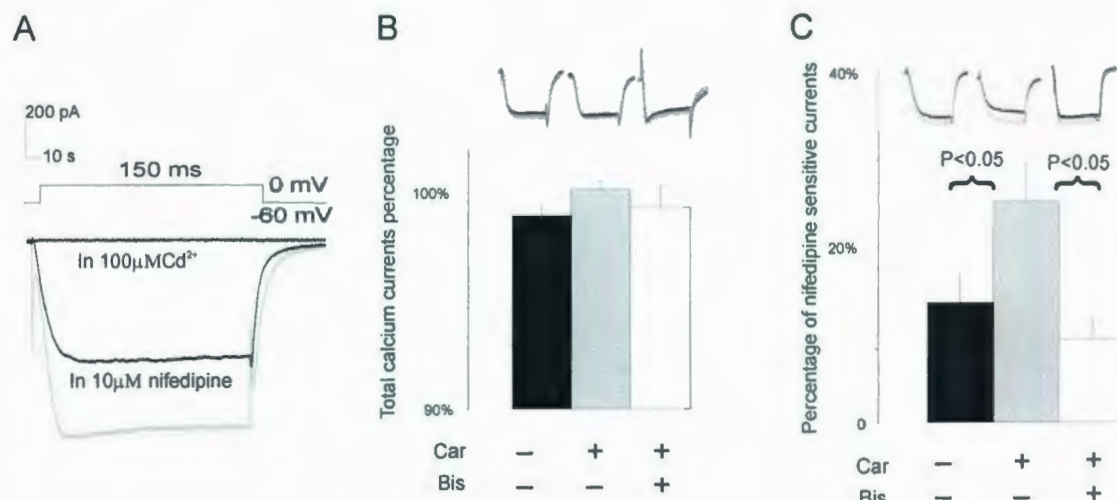 A
200 pA
10 s
150 ms
0 mV
-60 mV
In 100μMCd²⁺
In 10μM nifedipine
B
Total calcium currents percentage
100%
90%
Car − + +
Bis − − +
C
Percentage of nifedipine sensitive currents
40%
20%
0
P<0.05 P<0.05
Car − + +
Bis − − +